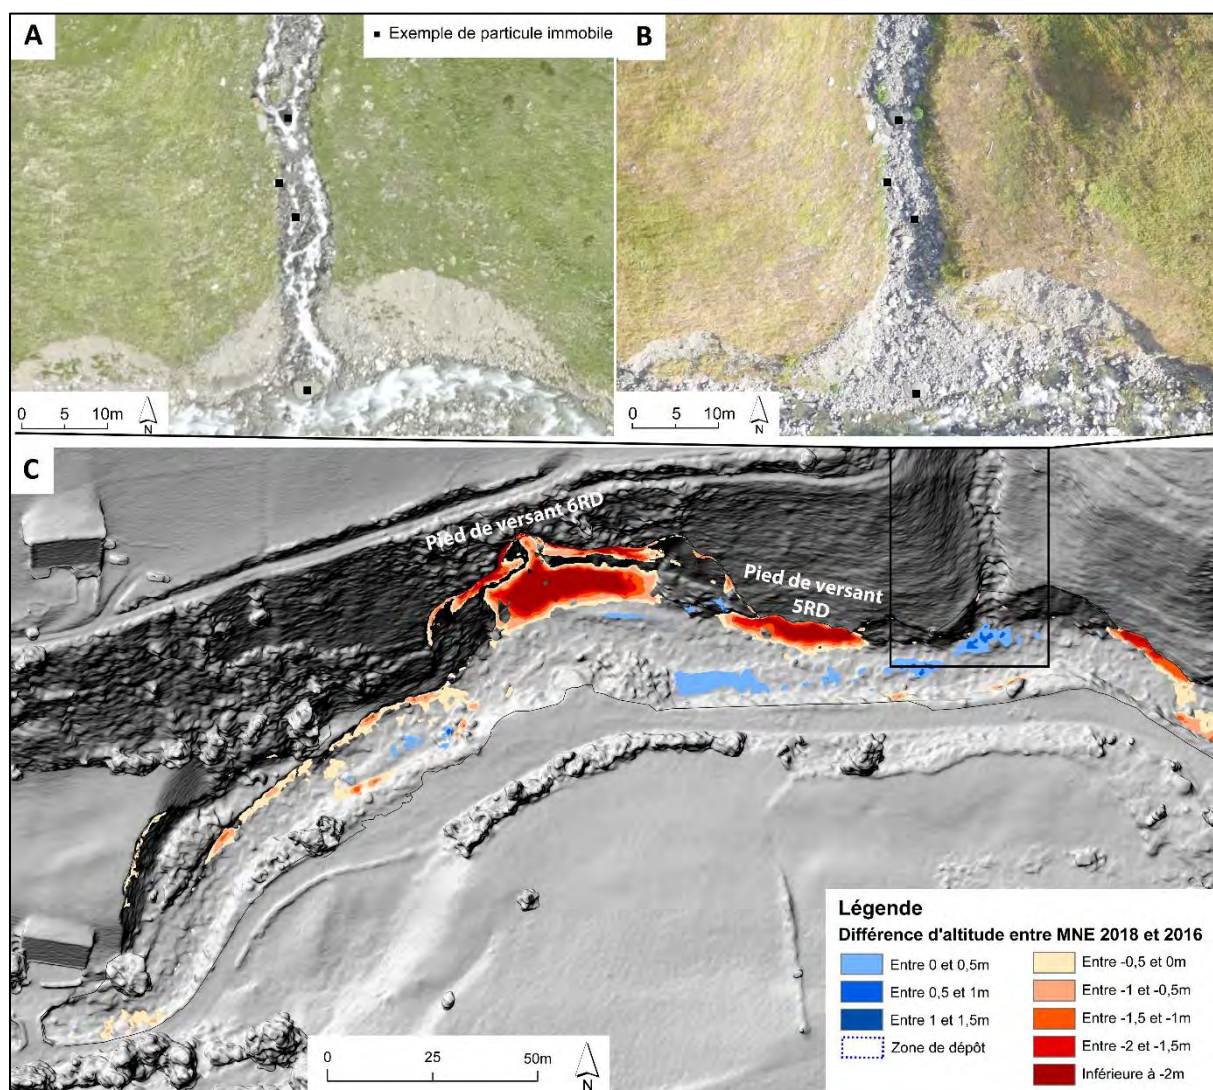 A
■ Exemple de particule immobile
B
0 5 10m
N
0 5 10m
N
C
Pied de versant 6RD
Pied de versant
5RD
Légende
Différence d'altitude entre MNE 2018 et 2016
Entre 0 et 0,5m
Entre -0,5 et 0m
Entre 0,5 et 1m
Entre -1 et -0,5m
Entre 1 et 1,5m
Entre -1,5 et -1m
Zone de dépôt
Entre -2 et -1,5m
Inférieure à -2m
0 25 50m
N